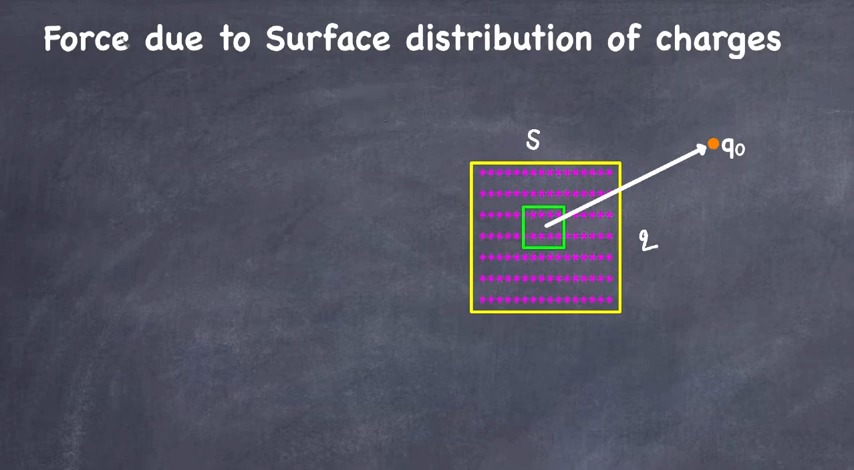 Force due to Surface distribution of charges
S
q0
q